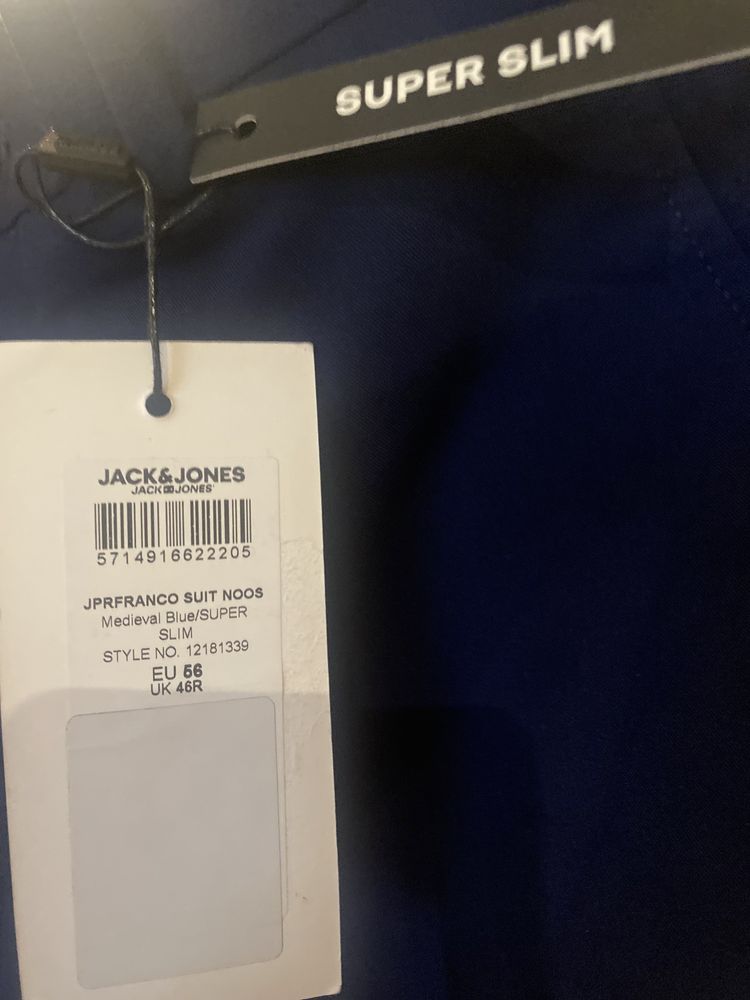 SUPER SLIM
JACK&JONES
JACK JONES
5714916622205
JPRFRANCO SUIT NOOS
Medieval Blue/SUPER
SLIM
STYLE NO. 12181339
EU 56
UK 46R